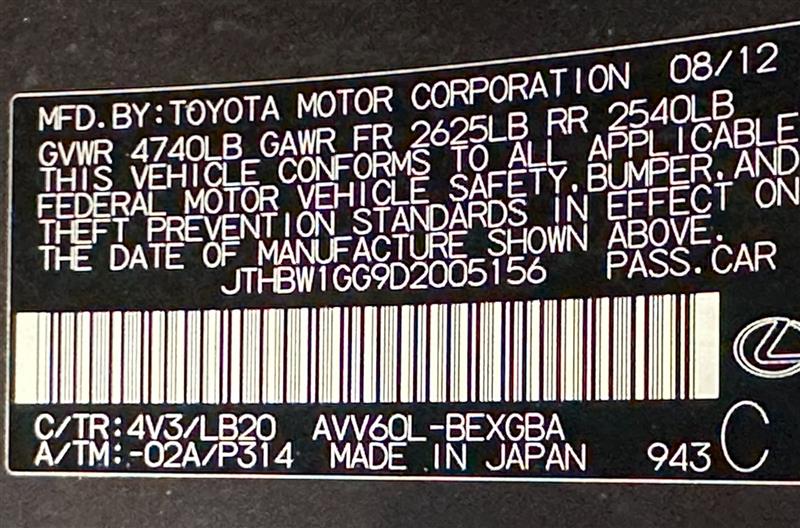 MFD. BY: TOYOTA MOTOR CORPORATION 08/12
GVWR 4740LB GAWR FR 2625LB RR 2540LB
THIS VEHICLE CONFORMS TO ALL APPLICABLE
FEDERAL MOTOR VEHICLE SAFETY, BUMPER, AND
THEFT PREVENTION STANDARDS IN EFFECT ON
THE DATE OF MANUFACTURE SHOWN ABOVE.
JTHBW1GG9D2005156 PASS. CAR
C/TR: 4V3/LB20 AVV60L-BEXGBA
A/TM: -02A/P314 MADE IN JAPAN 943 C